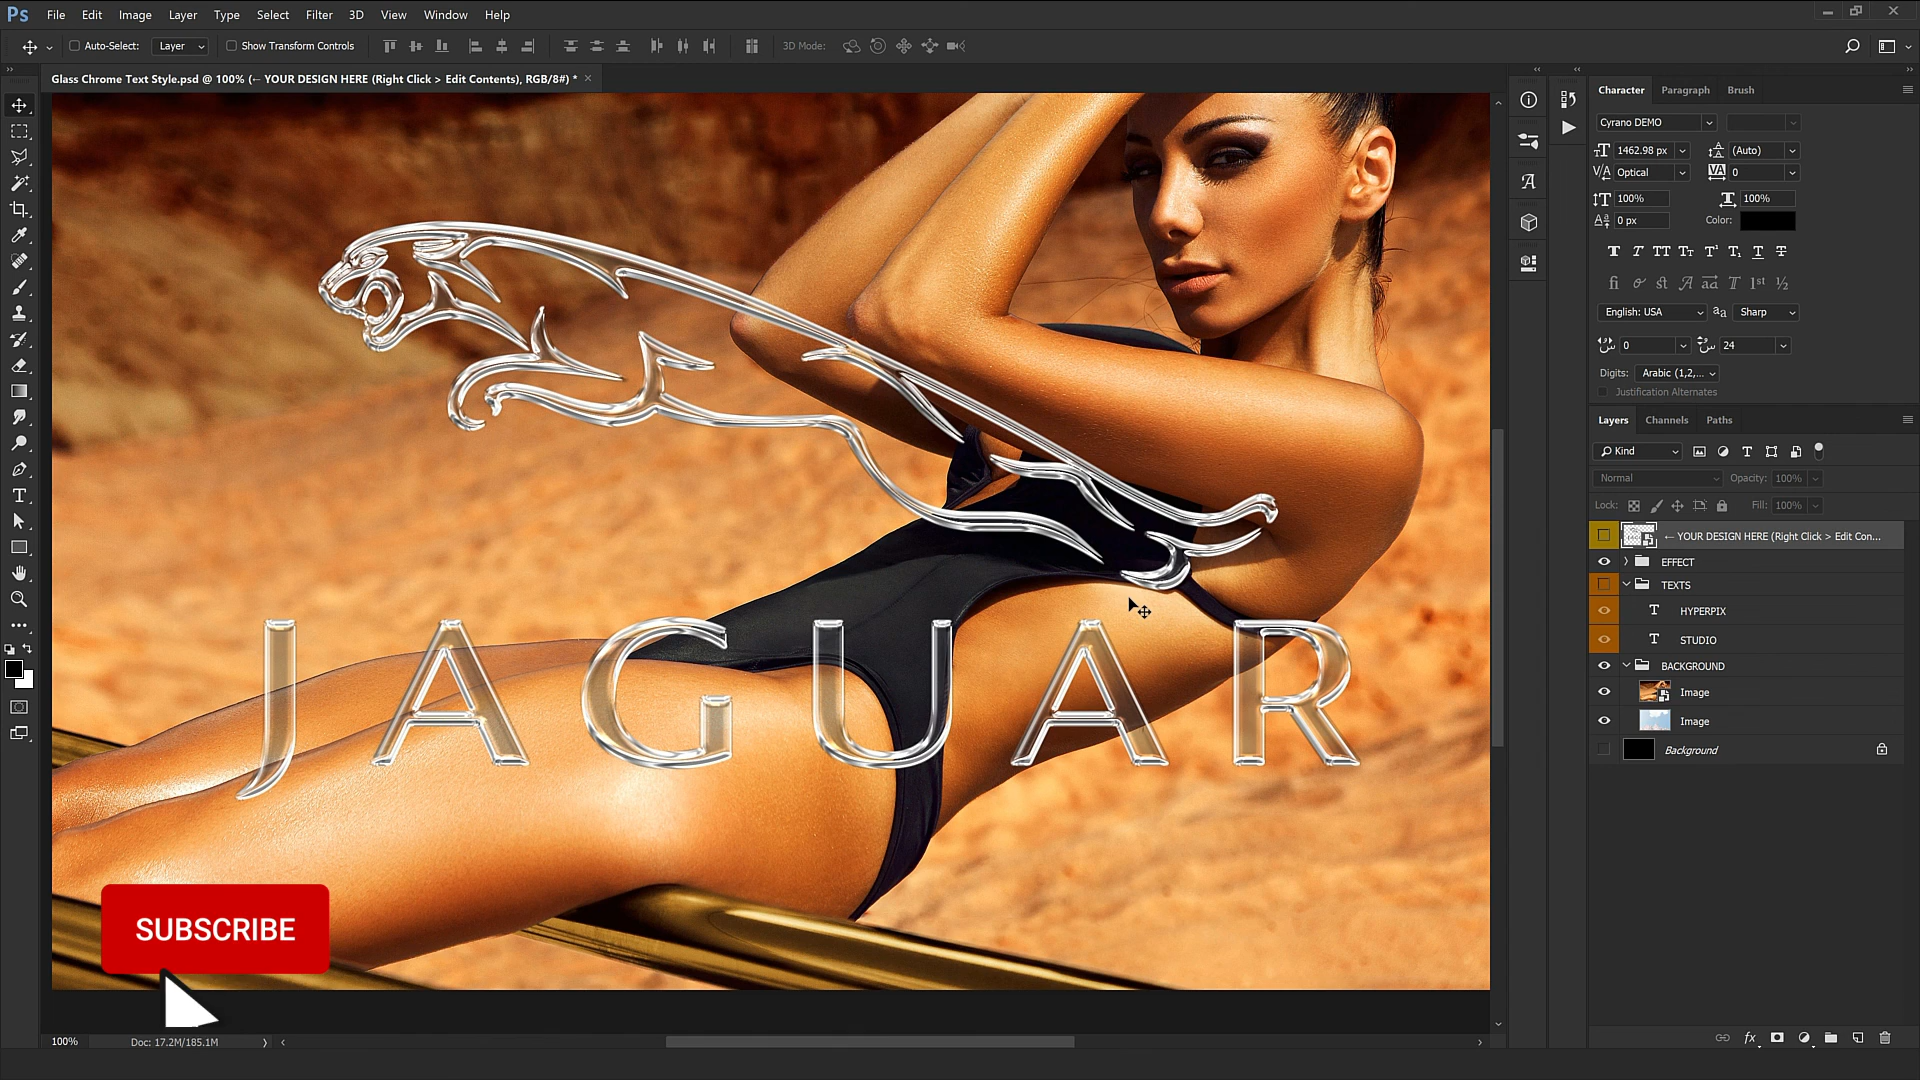 Ps File Edit Image Layer Type Select Filter 3D View Window Help
Auto-Select: Layer Show Transform Controls 3D Mode:
Glass Chrome Text Style.psd @ 100% (← YOUR DESIGN HERE (Right Click > Edit Contents), RGB/8#) * ×
Character Paragraph Brush
Cyrano DEMO
1462.98 px (Auto)
Optical 0
100% 100%
0 px Color:
English: USA Sharp
0 24
Digits: Arabic (1,2,...
Justification Alternates
Layers Channels Paths
Kind
Normal Opacity: 100%
Lock: Fill: 100%
← YOUR DESIGN HERE (Right Click > Edit Con...
EFFECT
TEXTS
HYPERPIX
STUDIO
BACKGROUND
Image
Image
Background
JAGUAR
SUBSCRIBE
100% Doc: 17.2M/185.1M